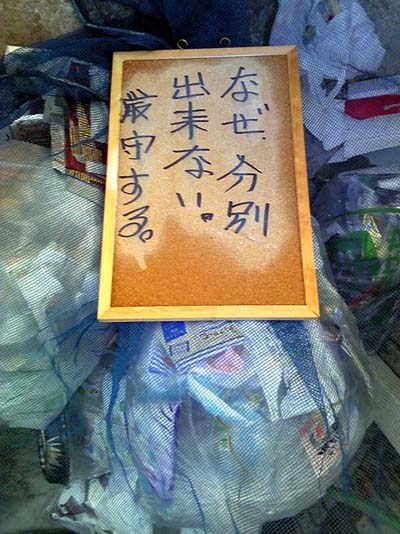 なぜ、分別
出来ない。
厳守する。